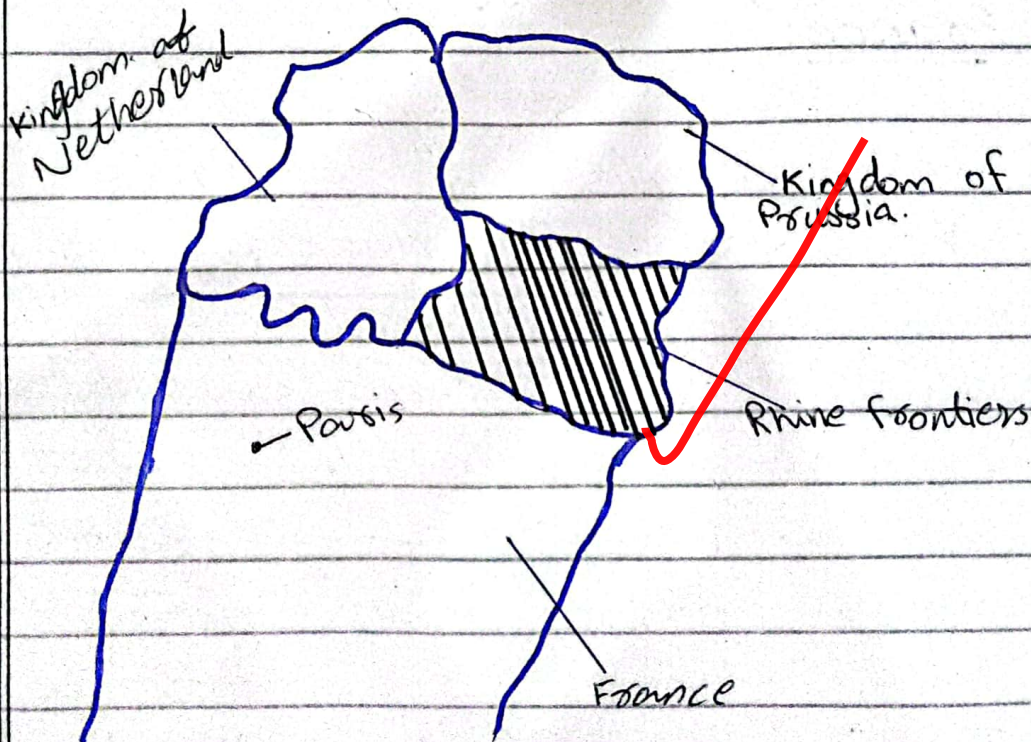 Kingdom of
Netherland
Kingdom of
Prussia.
Rhine frontiers
Paris
France